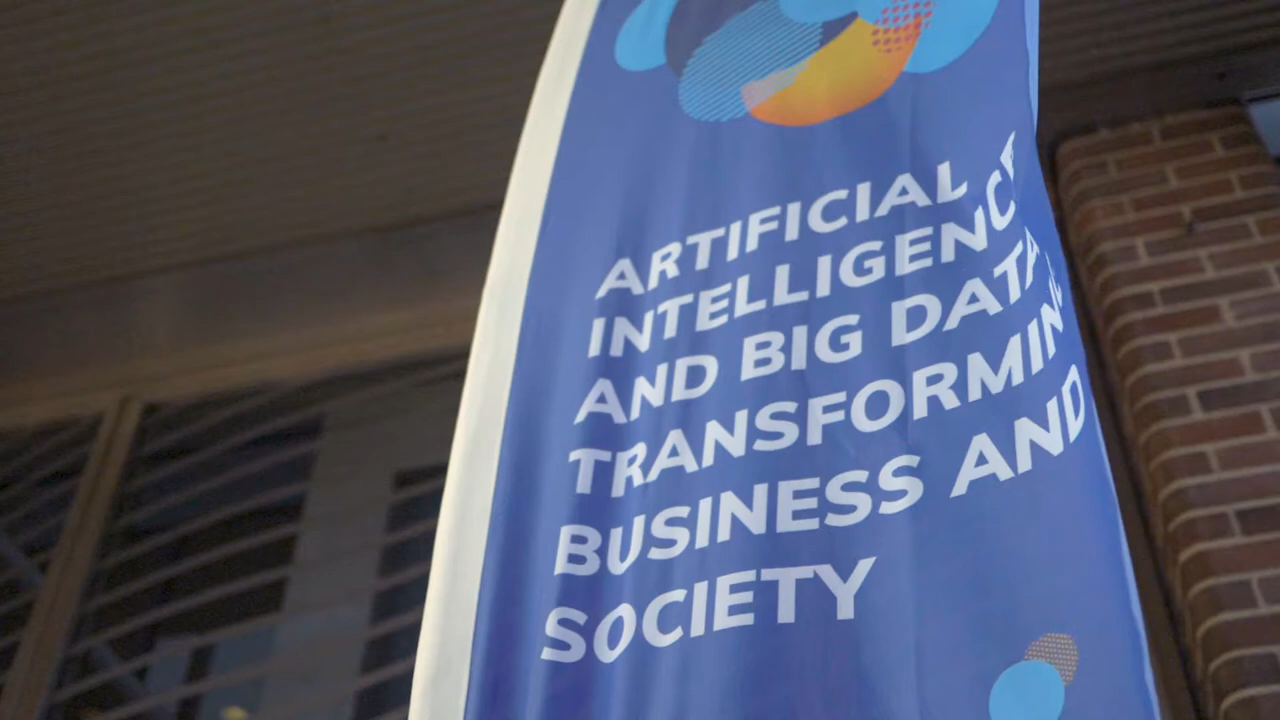 ARTIFICIAL
INTELLIGENCE
AND BIG DATA
TRANSFORMING
BUSINESS AND
SOCIETY